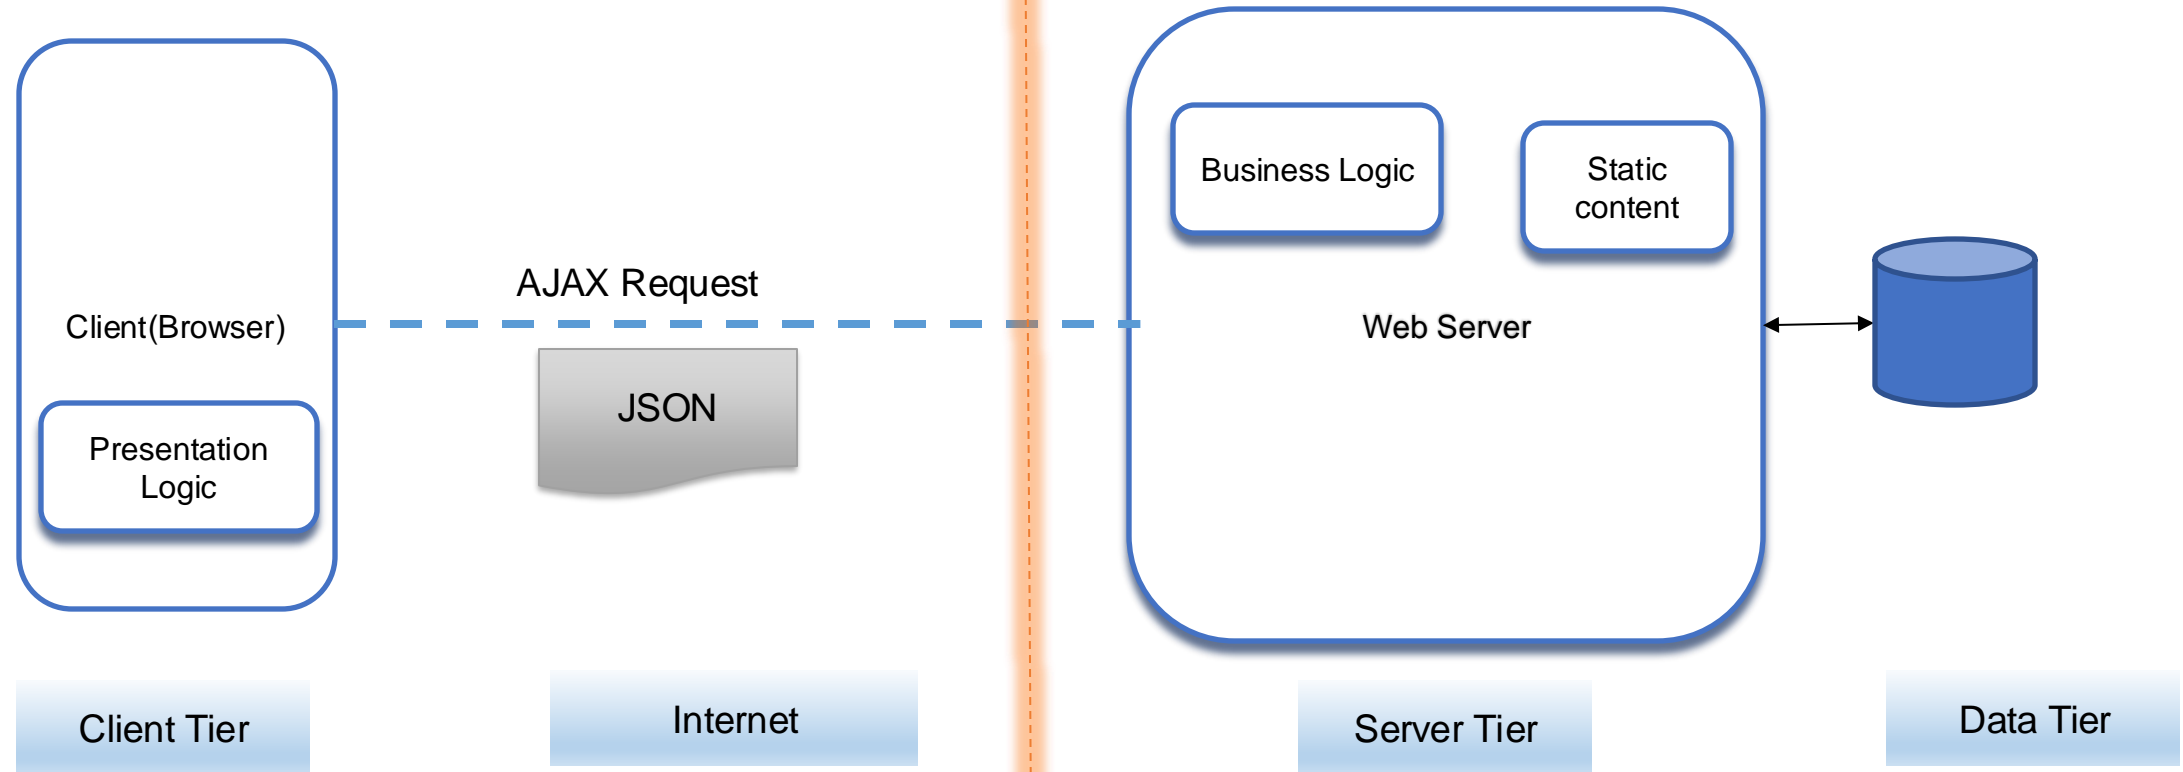 Client(Browser)
Presentation
Logic
AJAX Request
JSON
Business Logic
Static
content
Web Server
Client Tier
Internet
Server Tier
Data Tier